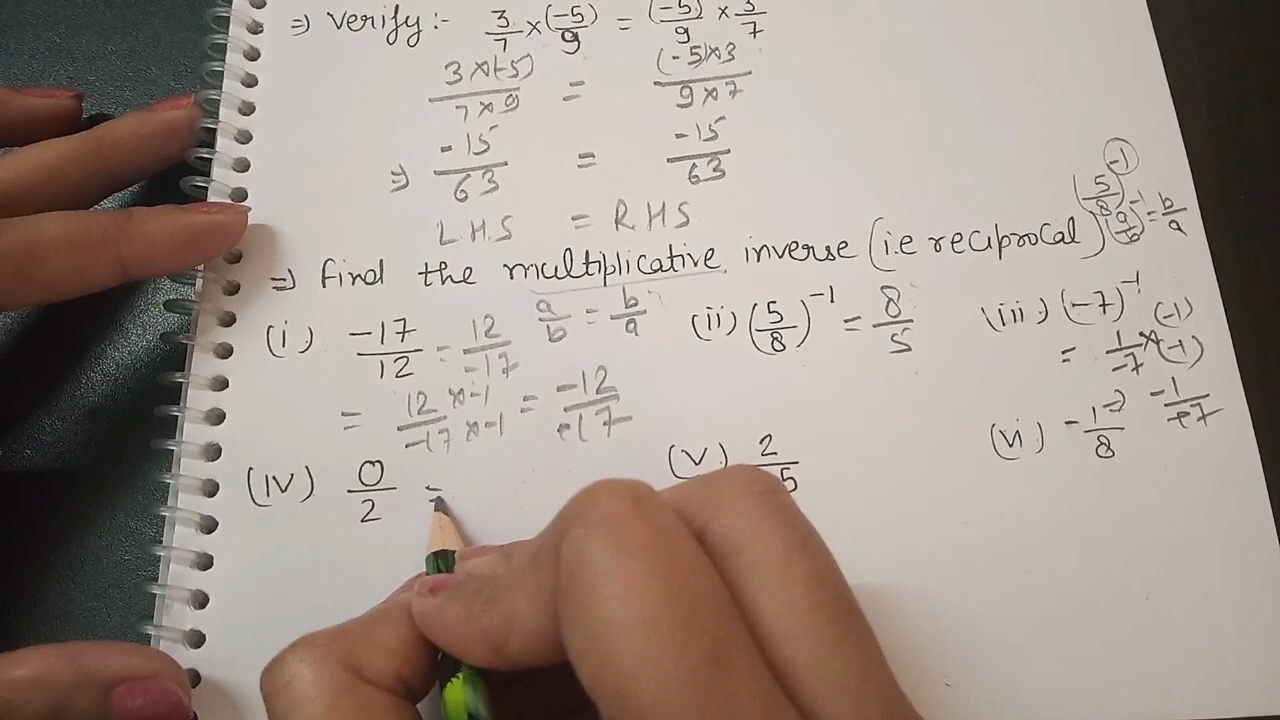 ⇒ Verify :- 3/7 × (-5)/9 = (-5)/9 × 3/7
3×(-5)/7×9 = (-5)×3/9×7
⇒ -15/63 = -15/63
L.H.S = R.H.S
⇒ find the multiplicative inverse (i.e reciprocal) (5/8)^-1 (a/b)^-1 = b/a
(i) -17/12 = 12/-17 a/b = b/a (ii) (5/8)^-1 = 8/5 (iii) (-7)^-1
= 12/-17 ×-1/×-1 = -12/+17 = 1/-7 × (-1)/(-1) ⇒ -1/+7
(iv) 0/2 = (v) 2/ 5 (vi) -1/8